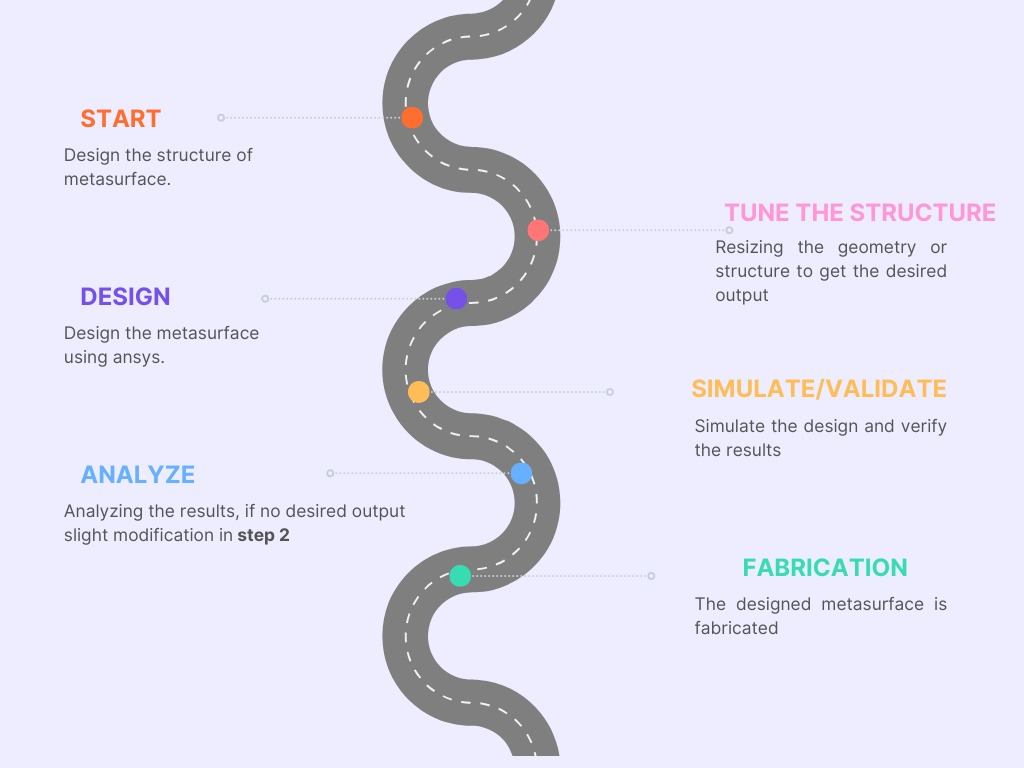 START
Design the structure of
metasurface.
TUNE THE STRUCTURE
Resizing the geometry or
structure to get the desired
output
DESIGN
Design the metasurface
using ansys.
SIMULATE/VALIDATE
Simulate the design and verify
the results
ANALYZE
Analyzing the results, if no desired output
slight modification in step 2
FABRICATION
The designed metasurface is
fabricated